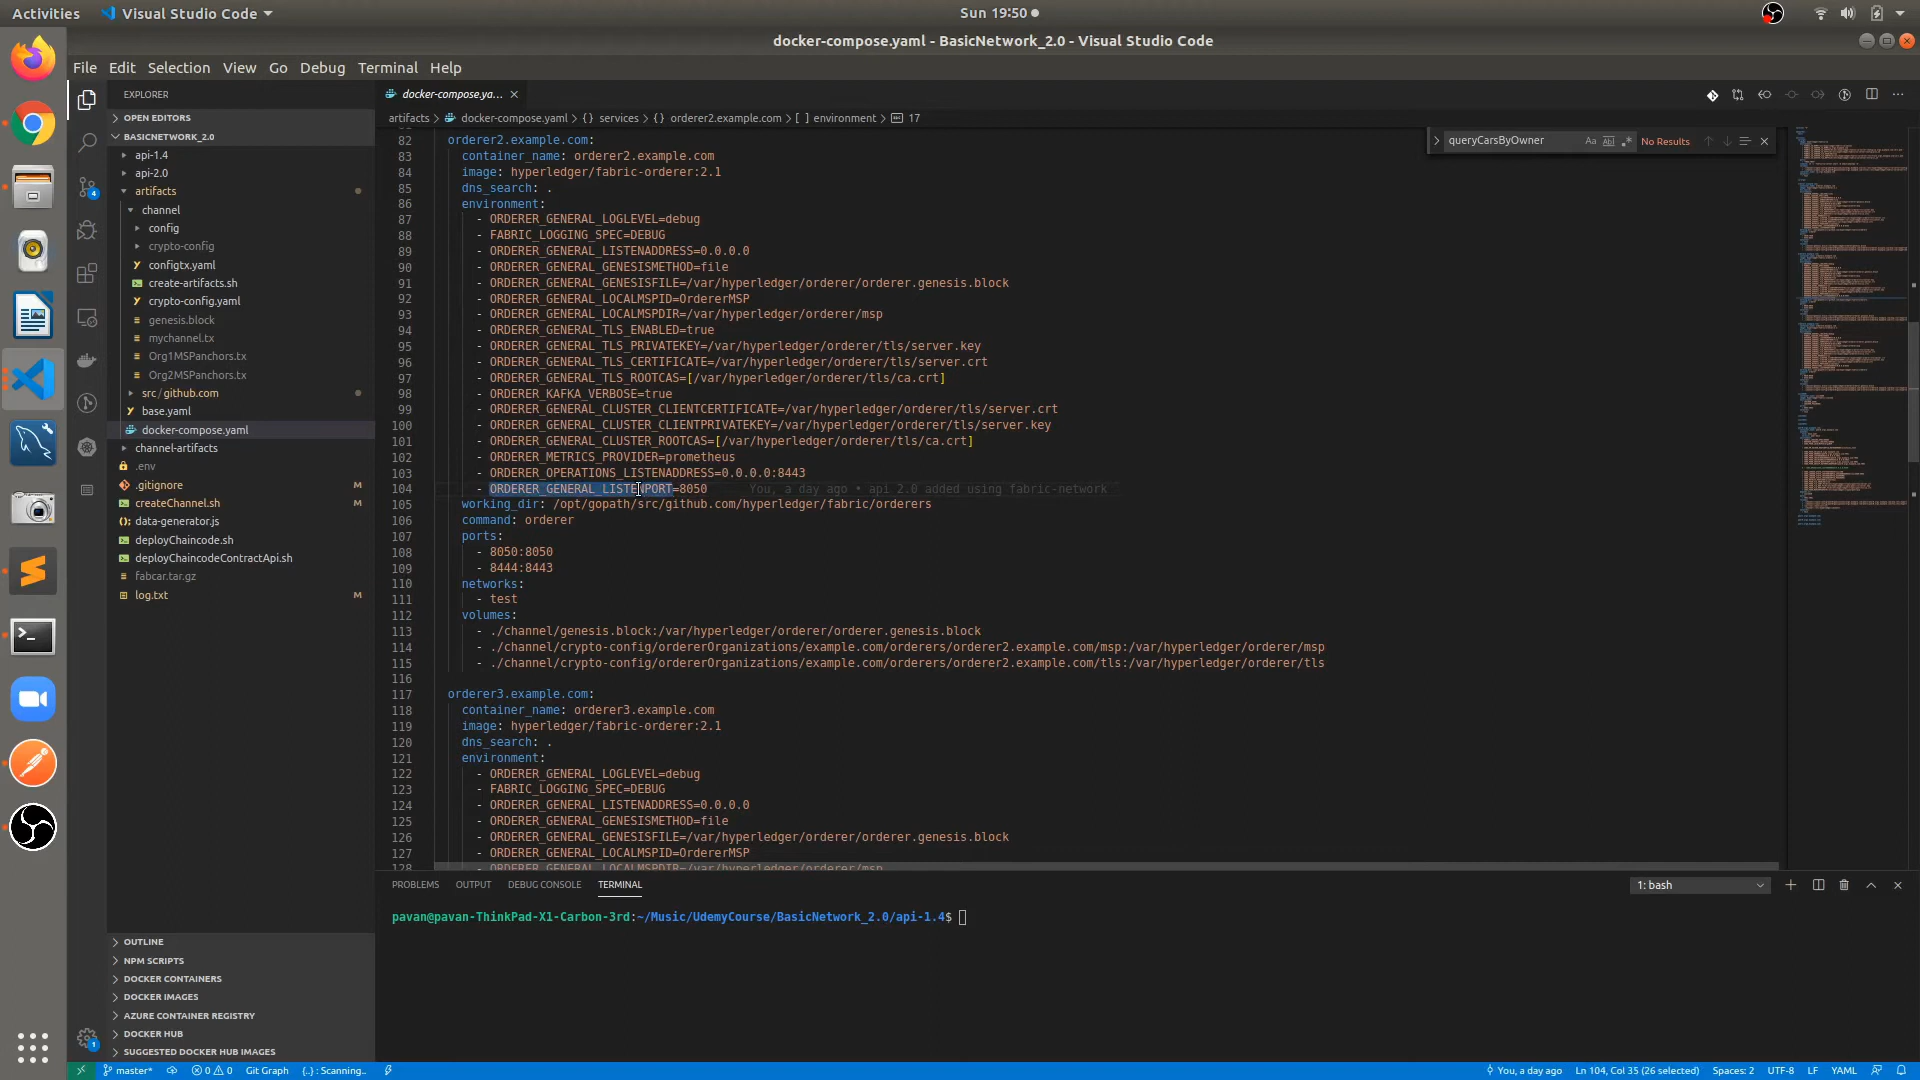 Activities
Visual Studio Code
Sun 19:50
docker-compose.yaml - BasicNetwork_2.0 - Visual Studio Code
File Edit Selection View Go Debug Terminal Help
EXPLORER
OPEN EDITORS
BASICNETWORK_2.0
api-1.4
api-2.0
artifacts
channel
config
crypto-config
configtx.yaml
create-artifacts.sh
crypto-config.yaml
genesis.block
mychannel.tx
Org1MSPanchors.tx
Org2MSPanchors.tx
src/github.com
base.yaml
docker-compose.yaml
channel-artifacts
.env
.gitignore
createChannel.sh M
data-generator.js
deployChaincode.sh
deployChaincodeContractApi.sh
fabcar.tar.gz
log.txt M
OUTLINE
NPM SCRIPTS
DOCKER CONTAINERS
DOCKER IMAGES
AZURE CONTAINER REGISTRY
DOCKER HUB
SUGGESTED DOCKER HUB IMAGES
4
1
docker-compose.ya...
artifacts > docker-compose.yaml > {} services > {} orderer2.example.com > [ ] environment > abc 17
queryCarsByOwner Aa Abl .* No Results
82 orderer2.example.com:
83 container_name: orderer2.example.com
84 image: hyperledger/fabric-orderer:2.1
85 dns_search: .
86 environment:
87 - ORDERER_GENERAL_LOGLEVEL=debug
88 - FABRIC_LOGGING_SPEC=DEBUG
89 - ORDERER_GENERAL_LISTENADDRESS=0.0.0.0
90 - ORDERER_GENERAL_GENESISMETHOD=file
91 - ORDERER_GENERAL_GENESISFILE=/var/hyperledger/orderer/orderer.genesis.block
92 - ORDERER_GENERAL_LOCALMSPID=OrdererMSP
93 - ORDERER_GENERAL_LOCALMSPDIR=/var/hyperledger/orderer/msp
94 - ORDERER_GENERAL_TLS_ENABLED=true
95 - ORDERER_GENERAL_TLS_PRIVATEKEY=/var/hyperledger/orderer/tls/server.key
96 - ORDERER_GENERAL_TLS_CERTIFICATE=/var/hyperledger/orderer/tls/server.crt
97 - ORDERER_GENERAL_TLS_ROOTCAS=[/var/hyperledger/orderer/tls/ca.crt]
98 - ORDERER_KAFKA_VERBOSE=true
99 - ORDERER_GENERAL_CLUSTER_CLIENTCERTIFICATE=/var/hyperledger/orderer/tls/server.crt
100 - ORDERER_GENERAL_CLUSTER_CLIENTPRIVATEKEY=/var/hyperledger/orderer/tls/server.key
101 - ORDERER_GENERAL_CLUSTER_ROOTCAS=[/var/hyperledger/orderer/tls/ca.crt]
102 - ORDERER_METRICS_PROVIDER=prometheus
103 - ORDERER_OPERATIONS_LISTENADDRESS=0.0.0.0:8443
104 - ORDERER_GENERAL_LISTENPORT=8050 You, a day ago • api 2.0 added using fabric-network
105 working_dir: /opt/gopath/src/github.com/hyperledger/fabric/orderers
106 command: orderer
107 ports:
108 - 8050:8050
109 - 8444:8443
110 networks:
111 - test
112 volumes:
113 - ./channel/genesis.block:/var/hyperledger/orderer/orderer.genesis.block
114 - ./channel/crypto-config/ordererOrganizations/example.com/orderers/orderer2.example.com/msp:/var/hyperledger/orderer/msp
115 - ./channel/crypto-config/ordererOrganizations/example.com/orderers/orderer2.example.com/tls:/var/hyperledger/orderer/tls
116
117 orderer3.example.com:
118 container_name: orderer3.example.com
119 image: hyperledger/fabric-orderer:2.1
120 dns_search: .
121 environment:
122 - ORDERER_GENERAL_LOGLEVEL=debug
123 - FABRIC_LOGGING_SPEC=DEBUG
124 - ORDERER_GENERAL_LISTENADDRESS=0.0.0.0
125 - ORDERER_GENERAL_GENESISMETHOD=file
126 - ORDERER_GENERAL_GENESISFILE=/var/hyperledger/orderer/orderer.genesis.block
127 - ORDERER_GENERAL_LOCALMSPID=OrdererMSP
128 - ORDERER_GENERAL_LOCALMSPDIR=/var/hyperledger/orderer/msp
PROBLEMS OUTPUT DEBUG CONSOLE TERMINAL
1: bash
pavan@pavan-ThinkPad-X1-Carbon-3rd:~/Music/UdemyCourse/BasicNetwork_2.0/api-1.4$
master* 0 0 Git Graph {..} : Scanning.. You, a day ago Ln 104, Col 35 (26 selected) Spaces: 2 UTF-8 LF YAML